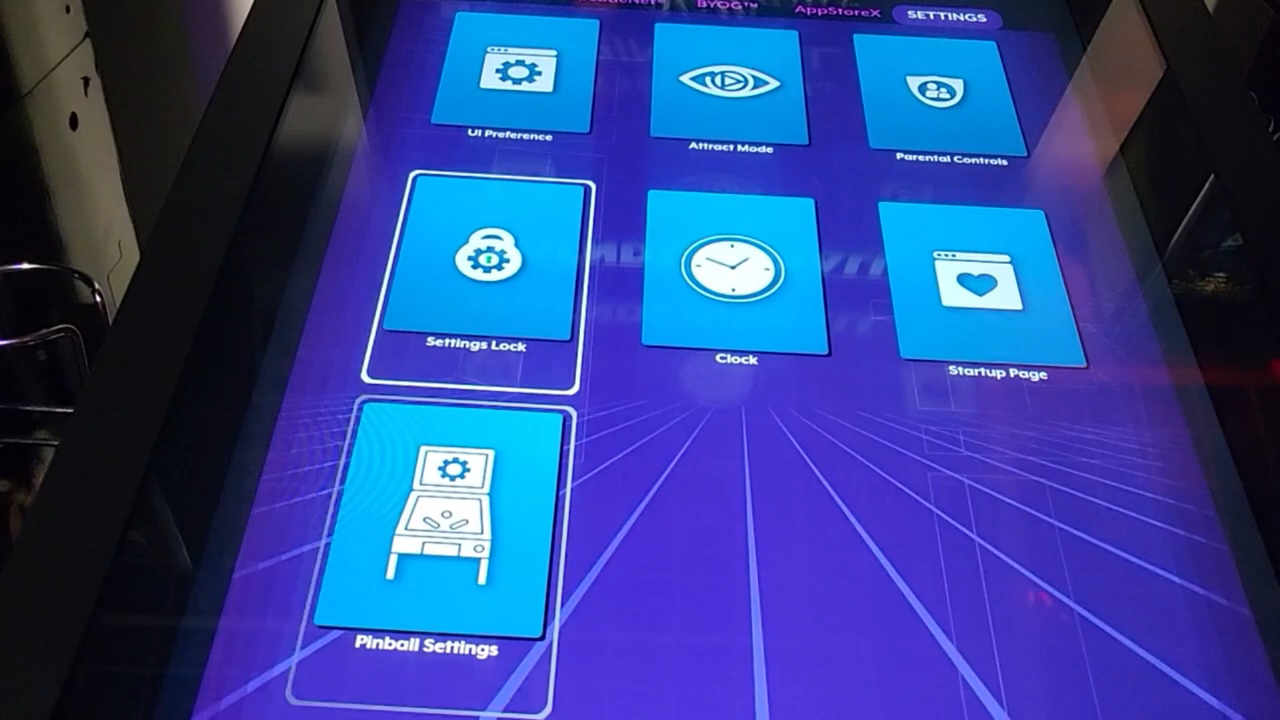 BYOG™ AppStoreX SETTINGS
UI Preference
Attract Mode
Parental Controls
Settings Lock
Clock
Startup Page
Pinball Settings